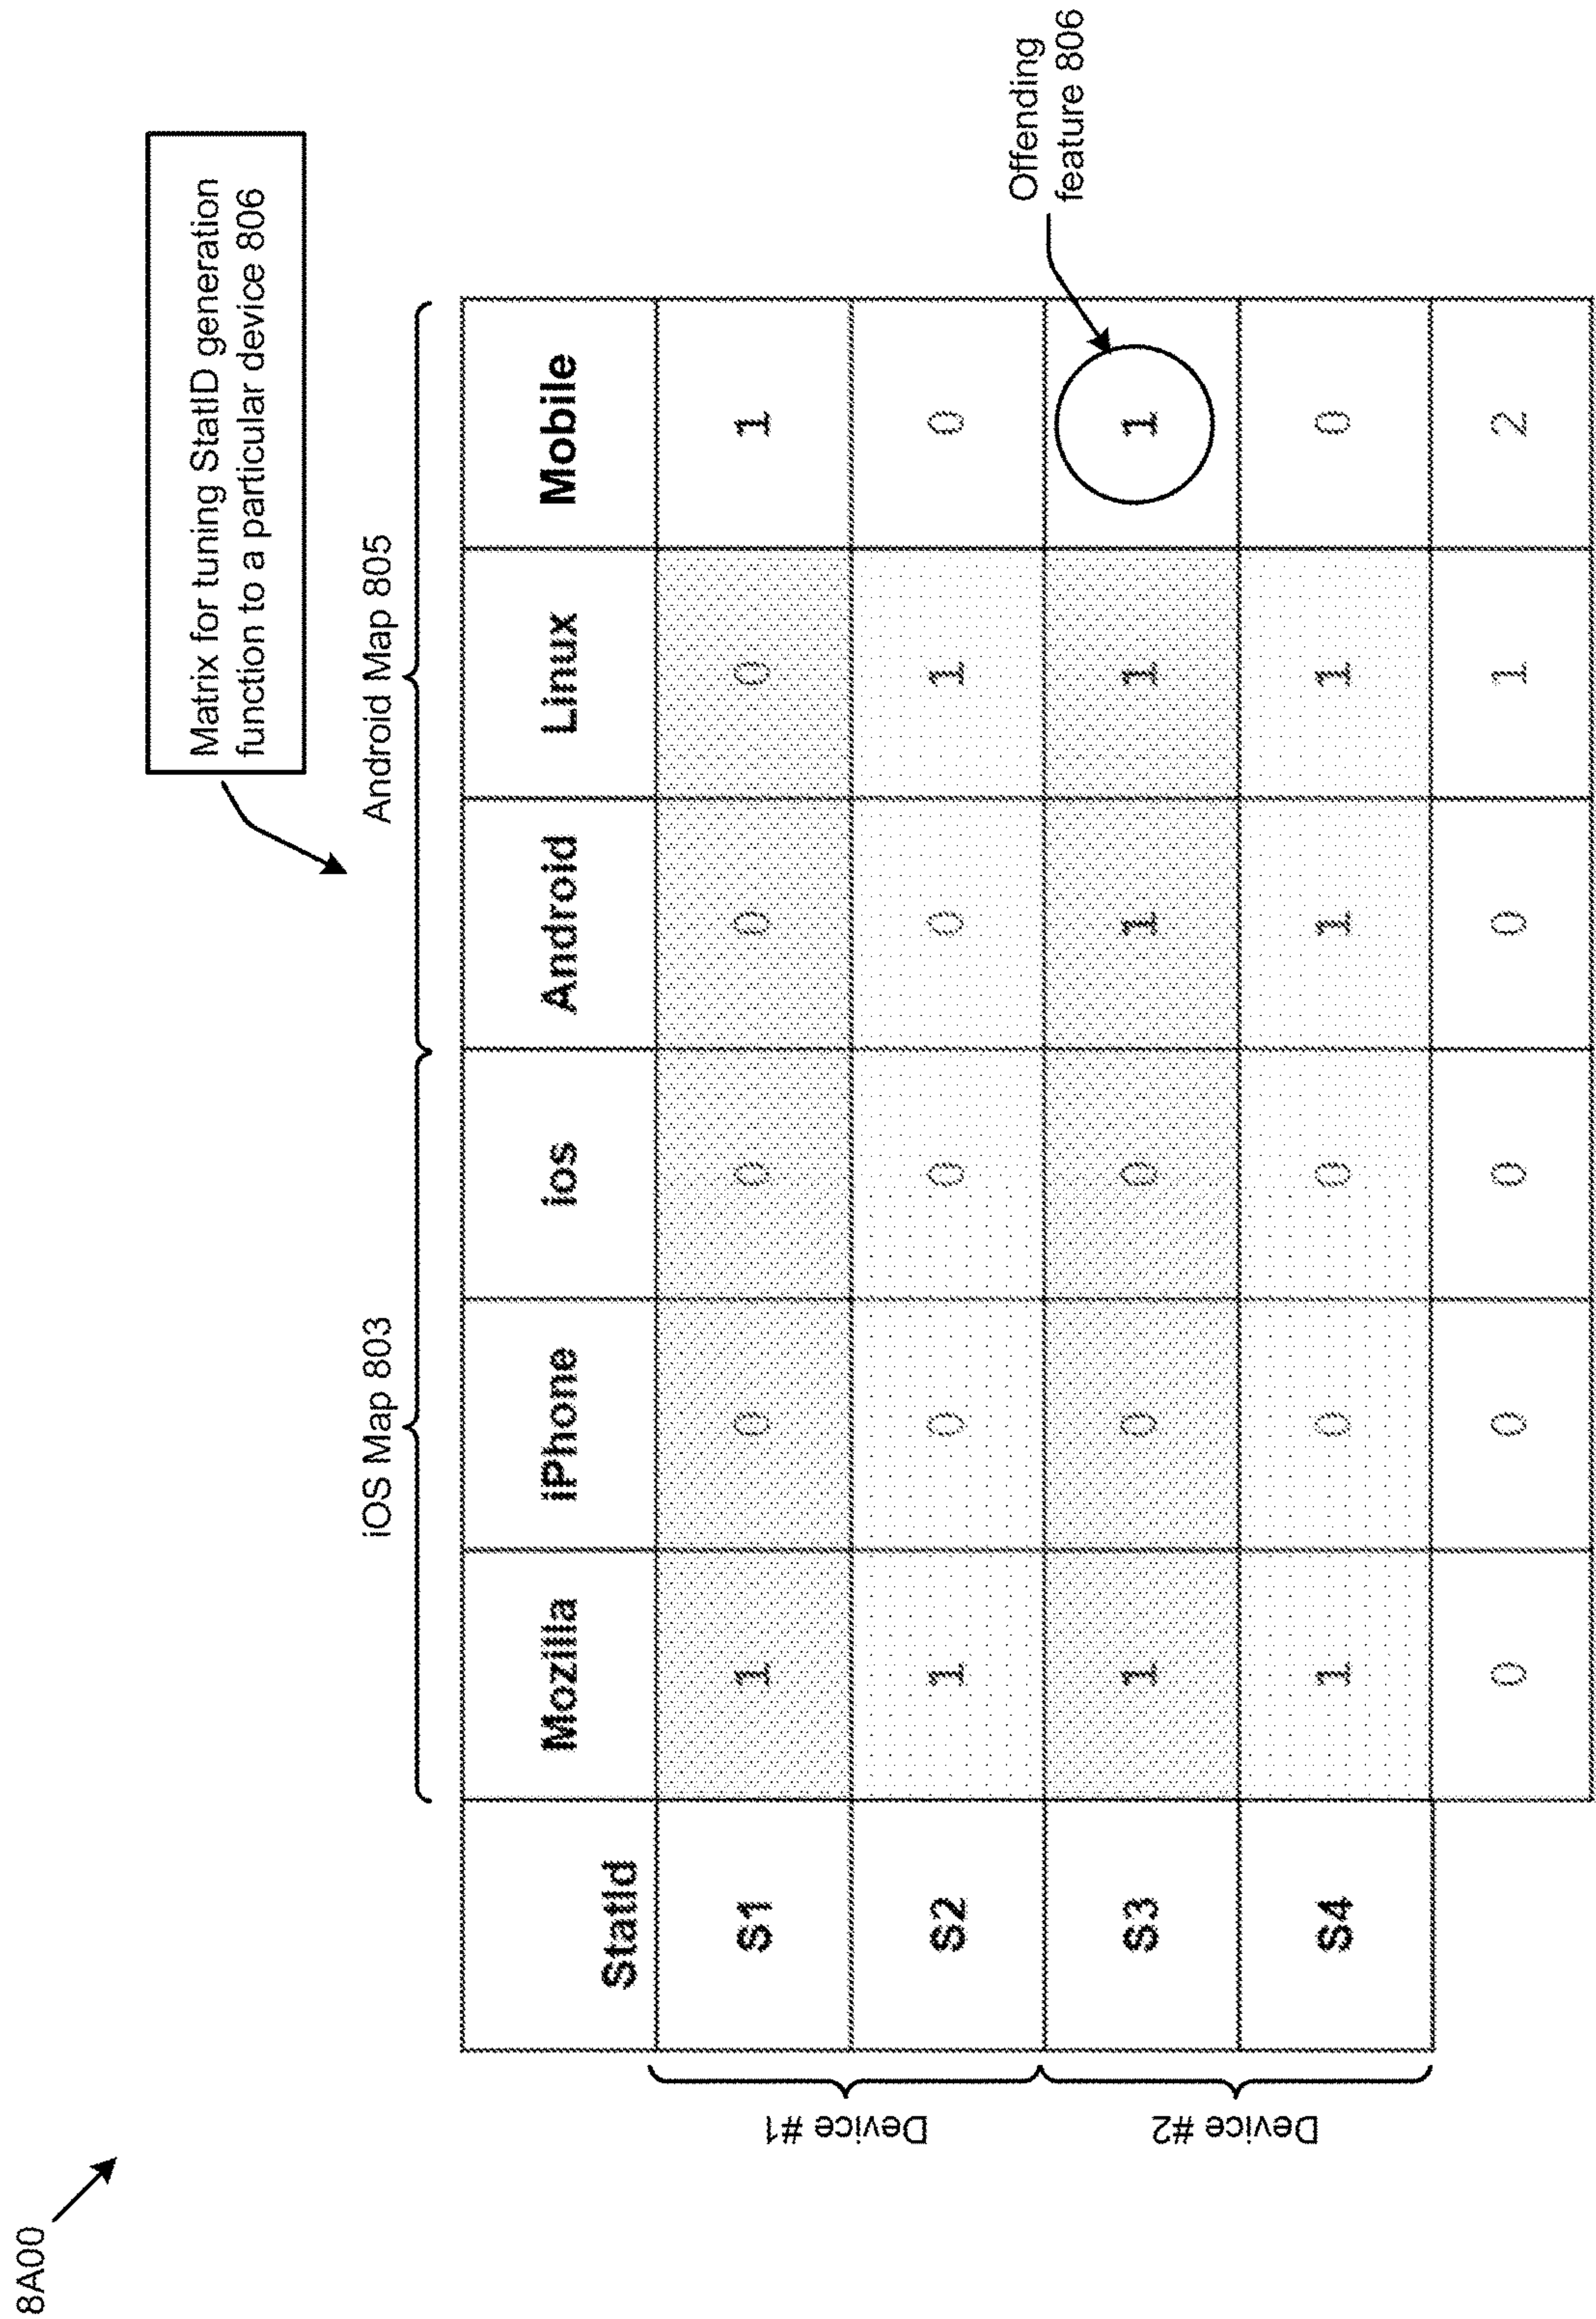 8A00
Matrix for tuning StatID generation
function to a particular device 806
iOS Map 803
Android Map 805
StatId Mozilla iPhone ios Android Linux Mobile
Device #1
S1 1 0 0 0 0 1
S2 1 0 0 0 1 0
Device #2
S3 1 0 0 1 1 1
S4 1 0 0 1 1 0
0 0 0 0 1 2
Offending
feature 806